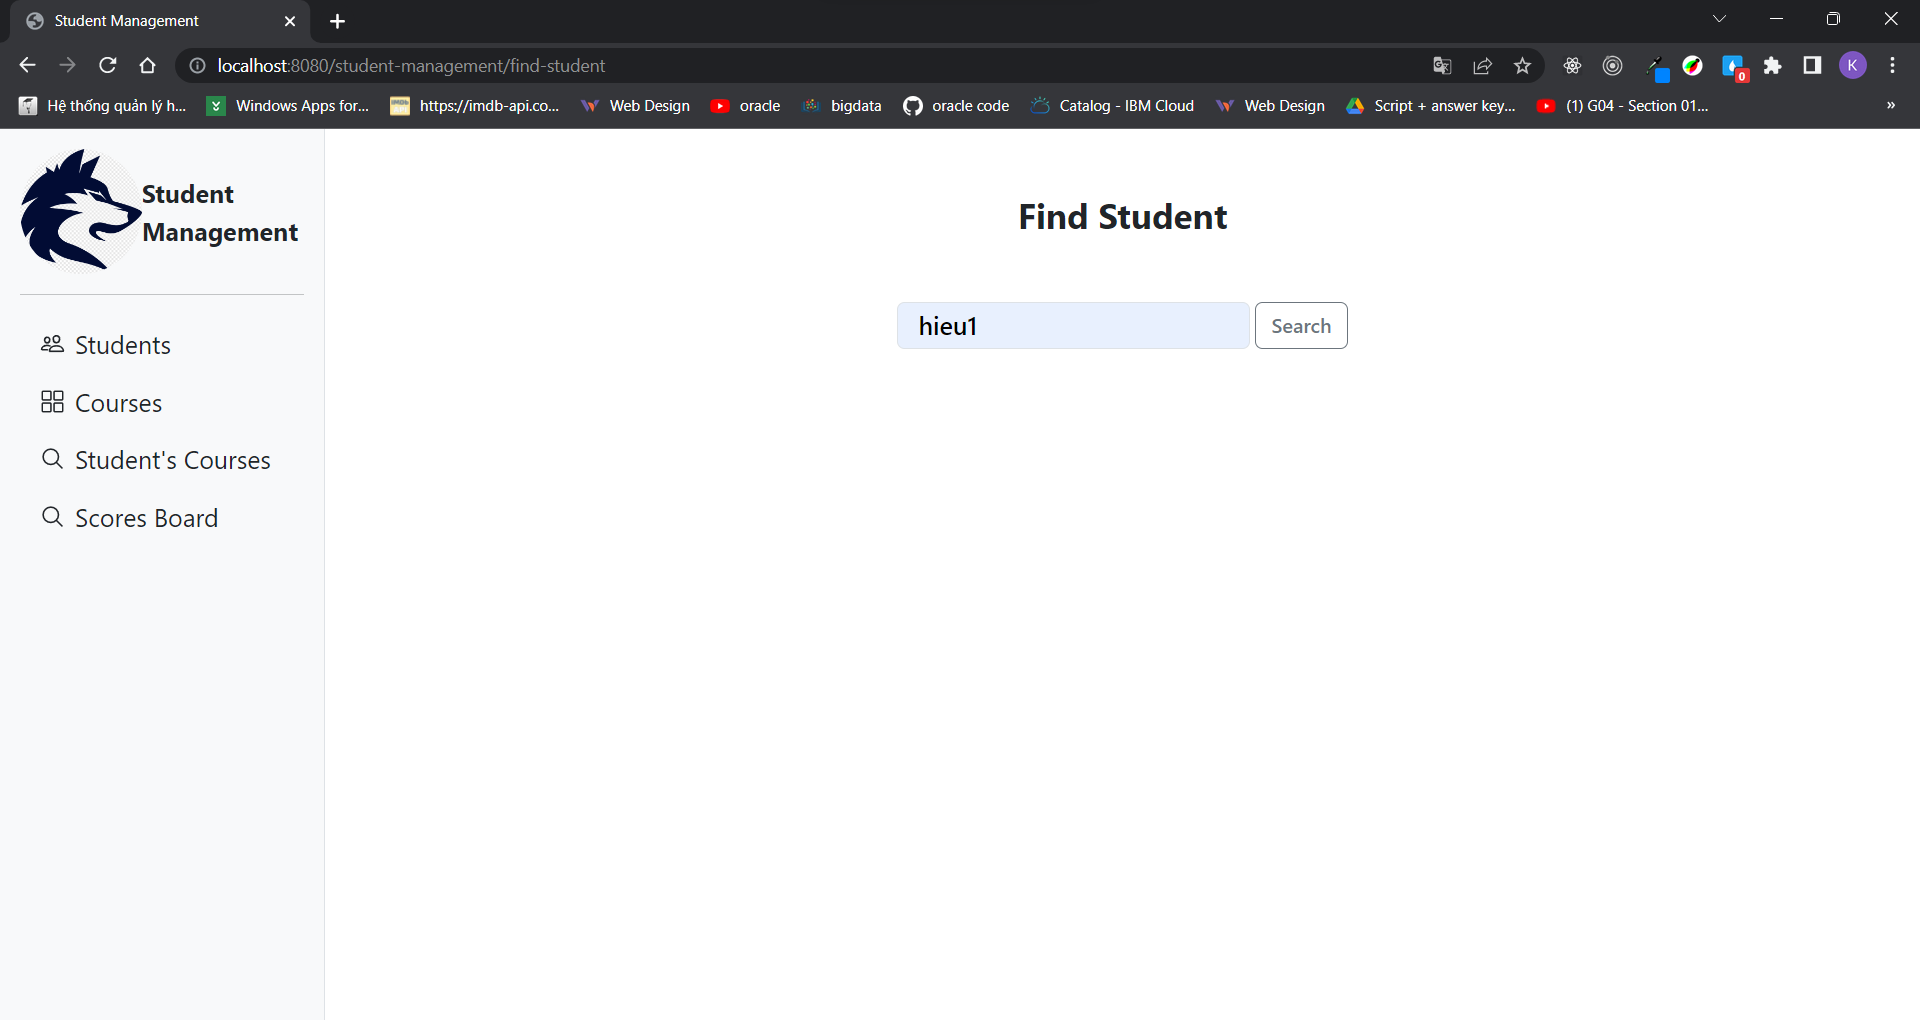 Student Management
localhost:8080/student-management/find-student
0
K
Hệ thống quản lý h...
Windows Apps for...
https://imdb-api.co...
Web Design
oracle
bigdata
oracle code
Catalog - IBM Cloud
Web Design
Script + answer key...
(1) G04 - Section 01...
»
Student
Management
Students
Courses
Student's Courses
Scores Board
Find Student
hieu1
Search